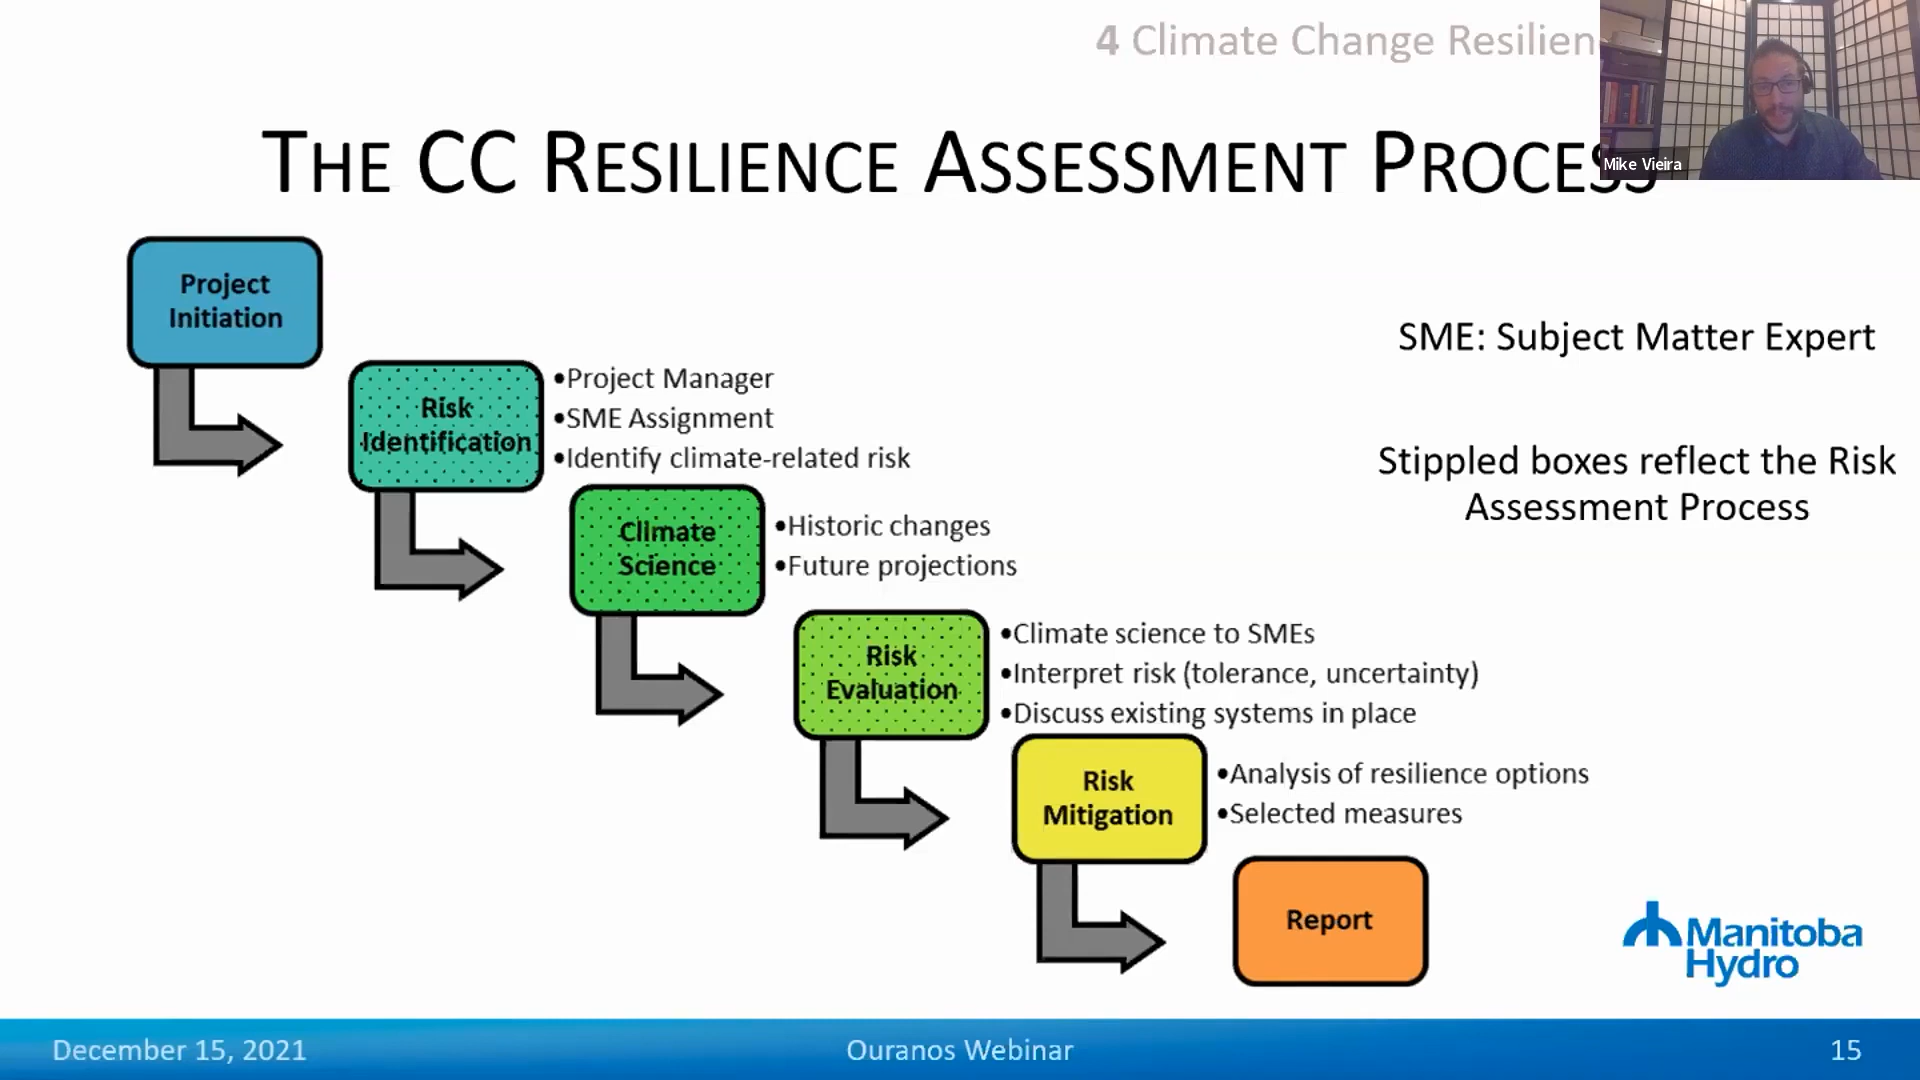 4 Climate Change Resilien
THE CC RESILIENCE ASSESSMENT PROCESS
Mike Vieira
Project
Initiation
Risk
Identification
•Project Manager
•SME Assignment
•Identify climate-related risk
Climate
Science
•Historic changes
•Future projections
Risk
Evaluation
•Climate science to SMEs
•Interpret risk (tolerance, uncertainty)
•Discuss existing systems in place
Risk
Mitigation
•Analysis of resilience options
•Selected measures
Report
SME: Subject Matter Expert
Stippled boxes reflect the Risk
Assessment Process
Manitoba
Hydro
December 15, 2021
Ouranos Webinar
15